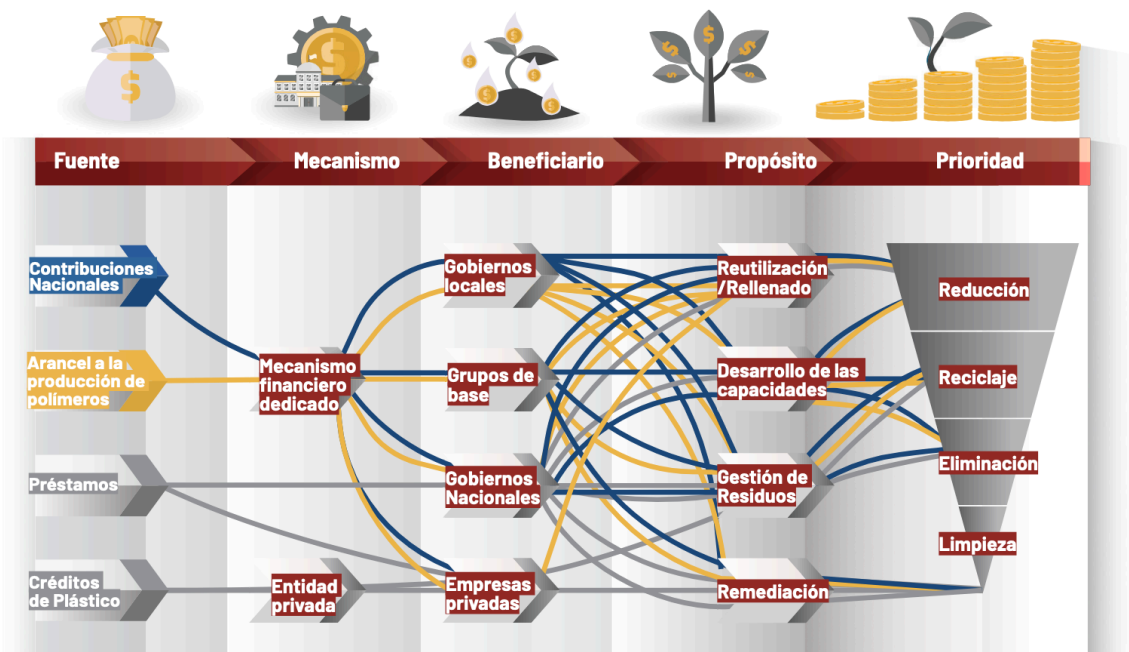 Fuente
Mecanismo
Beneficiario
Propósito
Prioridad
Contribuciones
Nacionales
Arancel a la
producción de
polímeros
Préstamos
Créditos
de Plástico
Mecanismo
financiero
dedicado
Entidad
privada
Gobiernos
locales
Grupos de
base
Gobiernos
Nacionales
Empresas
privadas
Reutilización
/Rellenado
Desarrollo de las
capacidades
Gestión de
Residuos
Remediación
Reducción
Reciclaje
Eliminación
Limpieza